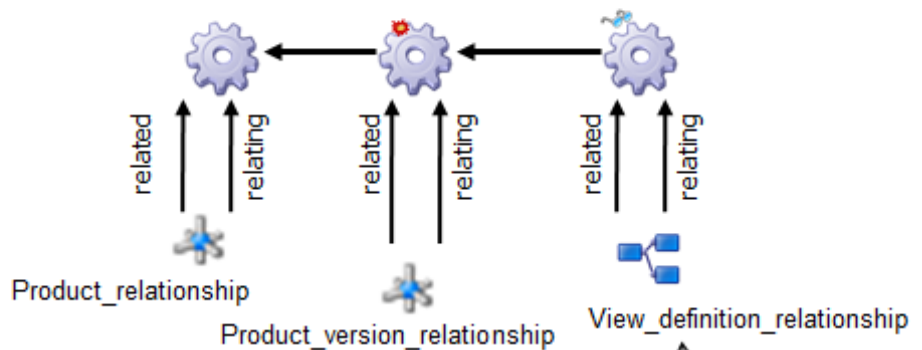 related
relating
related
relating
related
relating
Product_relationship
Product_version_relationship
View_definition_relationship